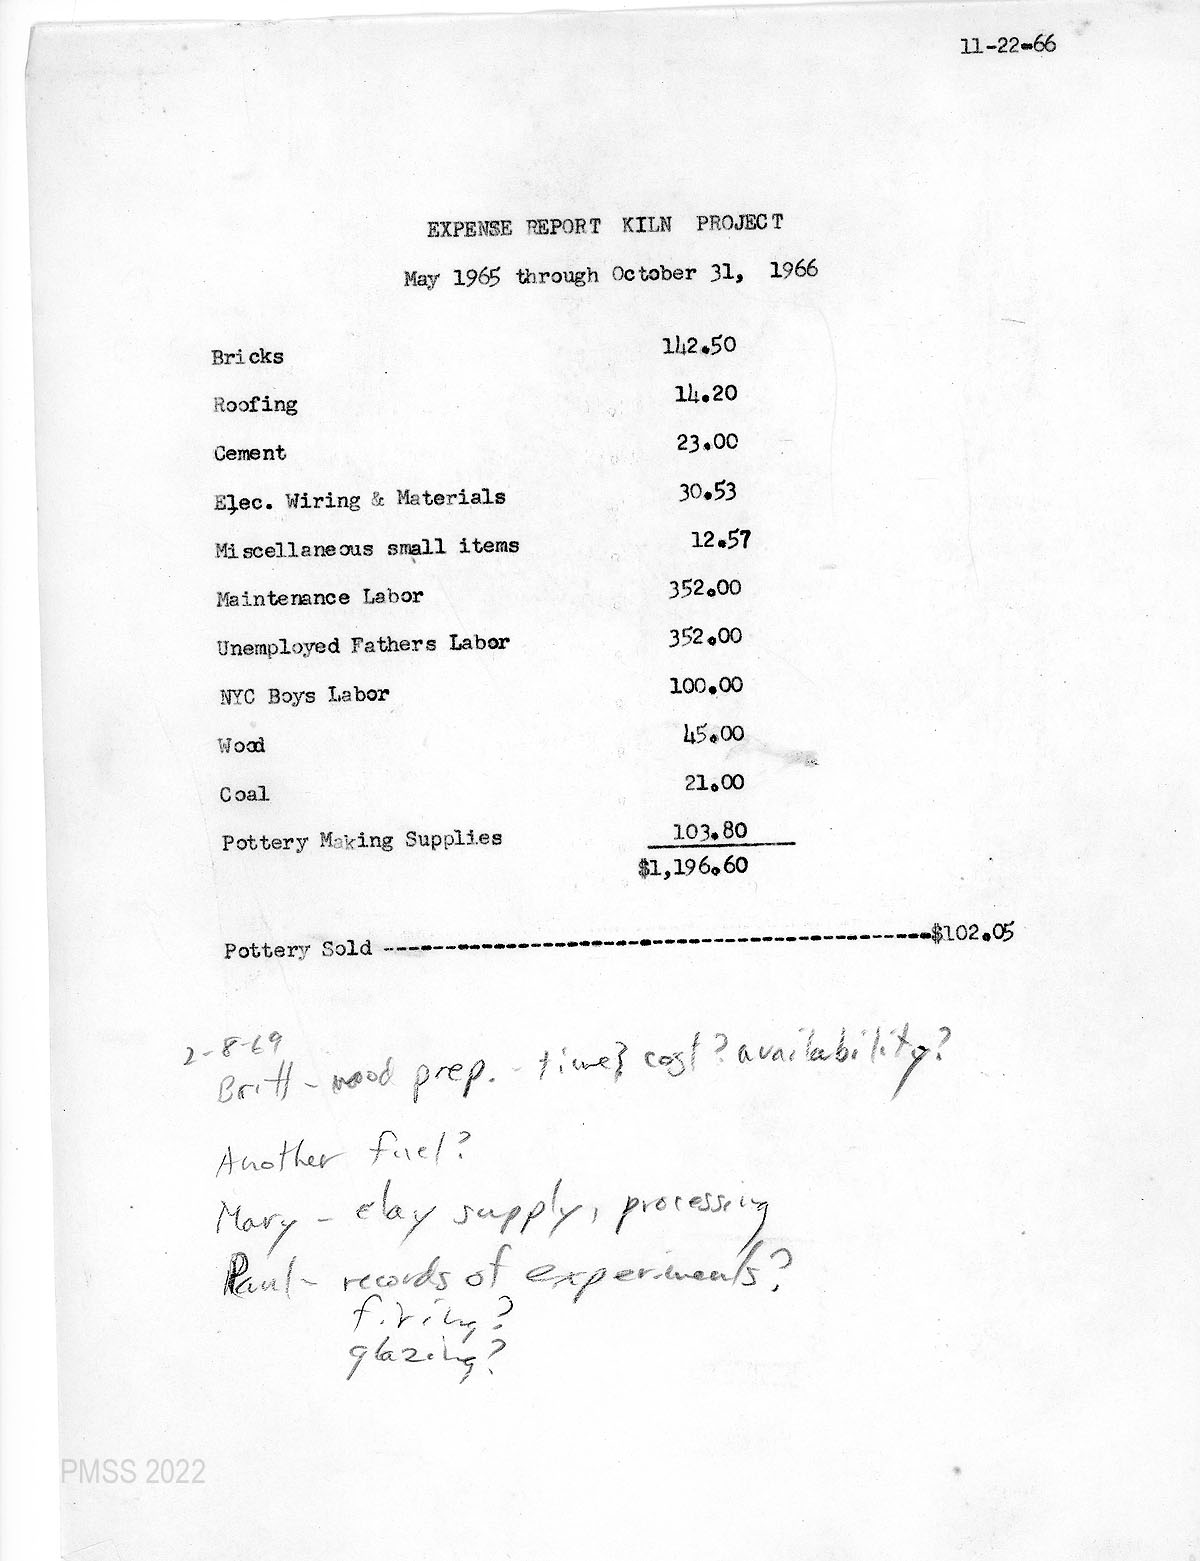 11-22-66
EXPENSE REPORT KILN PROJECT
May 1965 through October 31, 1966
Bricks 142.50
Roofing 14.20
Cement 23.00
Elec. Wiring & Materials 30.53
Miscellaneous small items 12.57
Maintenance Labor 352.00
Unemployed Fathers Labor 352.00
NYC Boys Labor 100.00
Wood 45.00
Coal 21.00
Pottery Making Supplies 103.80
$1,196.60
Pottery Sold ---------------------------------------------$102.05
2-8-69
Britt - wood prep. - time? cost? availability?
Another fuel?
Mary - clay supply, processing
Paul - records of experiments?
firing?
glazing?
PMSS 2022